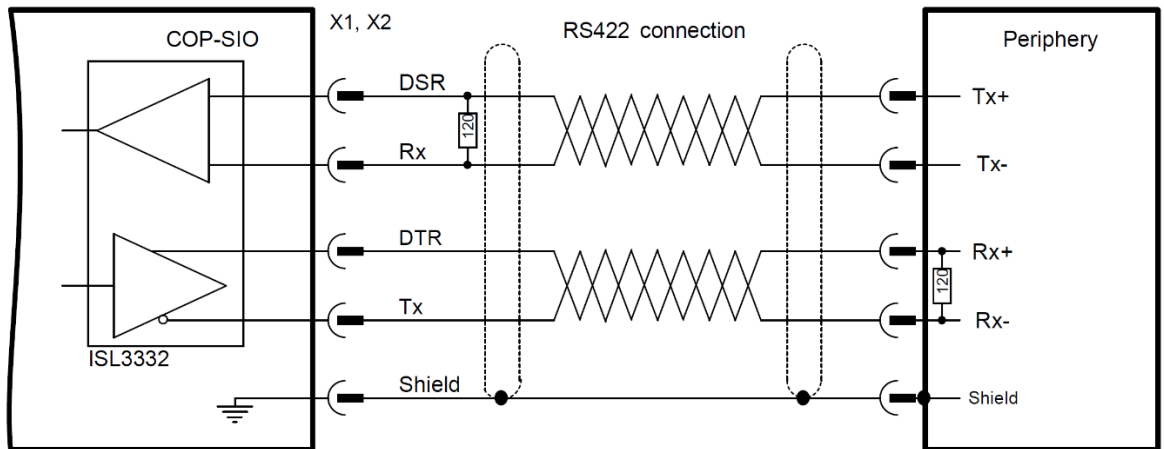 X1, X2
RS422 connection
COP-SIO
Periphery
DSR
Tx+
120
Rx
Tx-
DTR
Rx+
120
Tx
Rx-
ISL3332
Shield
Shield